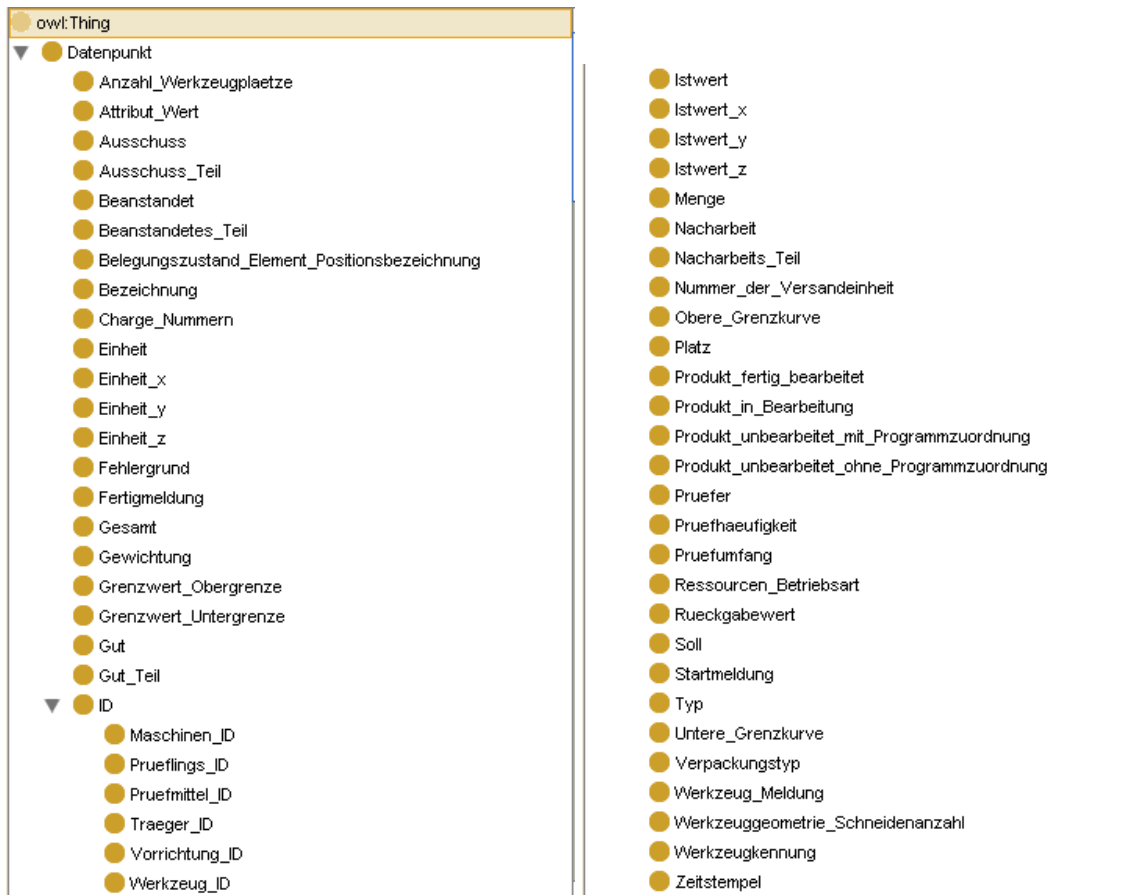 owl:Thing
Datenpunkt
Anzahl_Werkzeugplaetze
Attribut_Wert
Ausschuss
Ausschuss_Teil
Beanstandet
Beanstandetes_Teil
Belegungszustand_Element_Positionsbezeichnung
Bezeichnung
Charge_Nummern
Einheit
Einheit_x
Einheit_y
Einheit_z
Fehlergrund
Fertigmeldung
Gesamt
Gewichtung
Grenzwert_Obergrenze
Grenzwert_Untergrenze
Gut
Gut_Teil
ID
Maschinen_ID
Prueflings_ID
Pruefmittel_ID
Traeger_ID
Vorrichtung_ID
Werkzeug_ID
Istwert
Istwert_x
Istwert_y
Istwert_z
Menge
Nacharbeit
Nacharbeits_Teil
Nummer_der_Versandeinheit
Obere_Grenzkurve
Platz
Produkt_fertig_bearbeitet
Produkt_in_Bearbeitung
Produkt_unbearbeitet_mit_Programmzuordnung
Produkt_unbearbeitet_ohne_Programmzuordnung
Pruefer
Pruefhaeufigkeit
Pruefumfang
Ressourcen_Betriebsart
Rueckgabewert
Soll
Startmeldung
Typ
Untere_Grenzkurve
Verpackungstyp
Werkzeug_Meldung
Werkzeuggeometrie_Schneidenanzahl
Werkzeugkennung
Zeitstempel